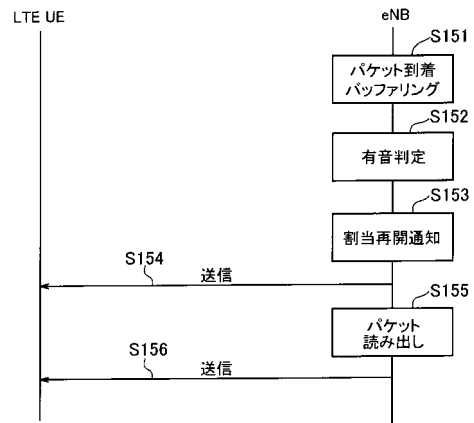 LTE UE
eNB
S151
パケット到着
バッファリング
S152
有音判定
S153
割当再開通知
S154
送信
S155
パケット
読み出し
S156
送信